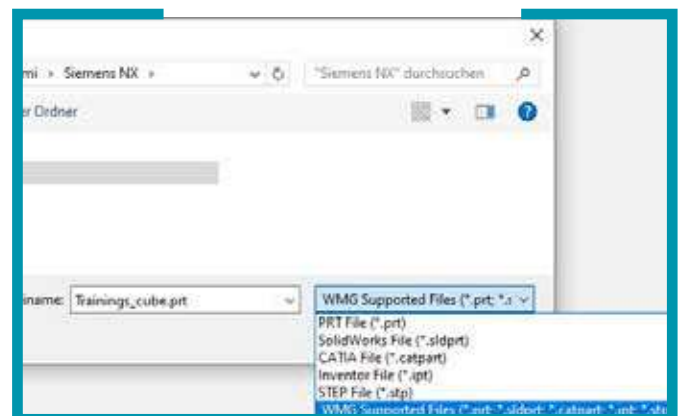 mi › Siemens NX ›
"Siemens NX" durchsuchen
er Ordner
einame: Trainings_cube.prt
WMG Supported Files (*.prt; *.s
PRT File (*.prt)
SolidWorks File (*.sldprt)
CATIA File (*.catpart)
Inventor File (*.ipt)
STEP File (*.stp)
WMG Supported Files (*.prt; *.sldprt; *.catpart; *.ipt; *.stp